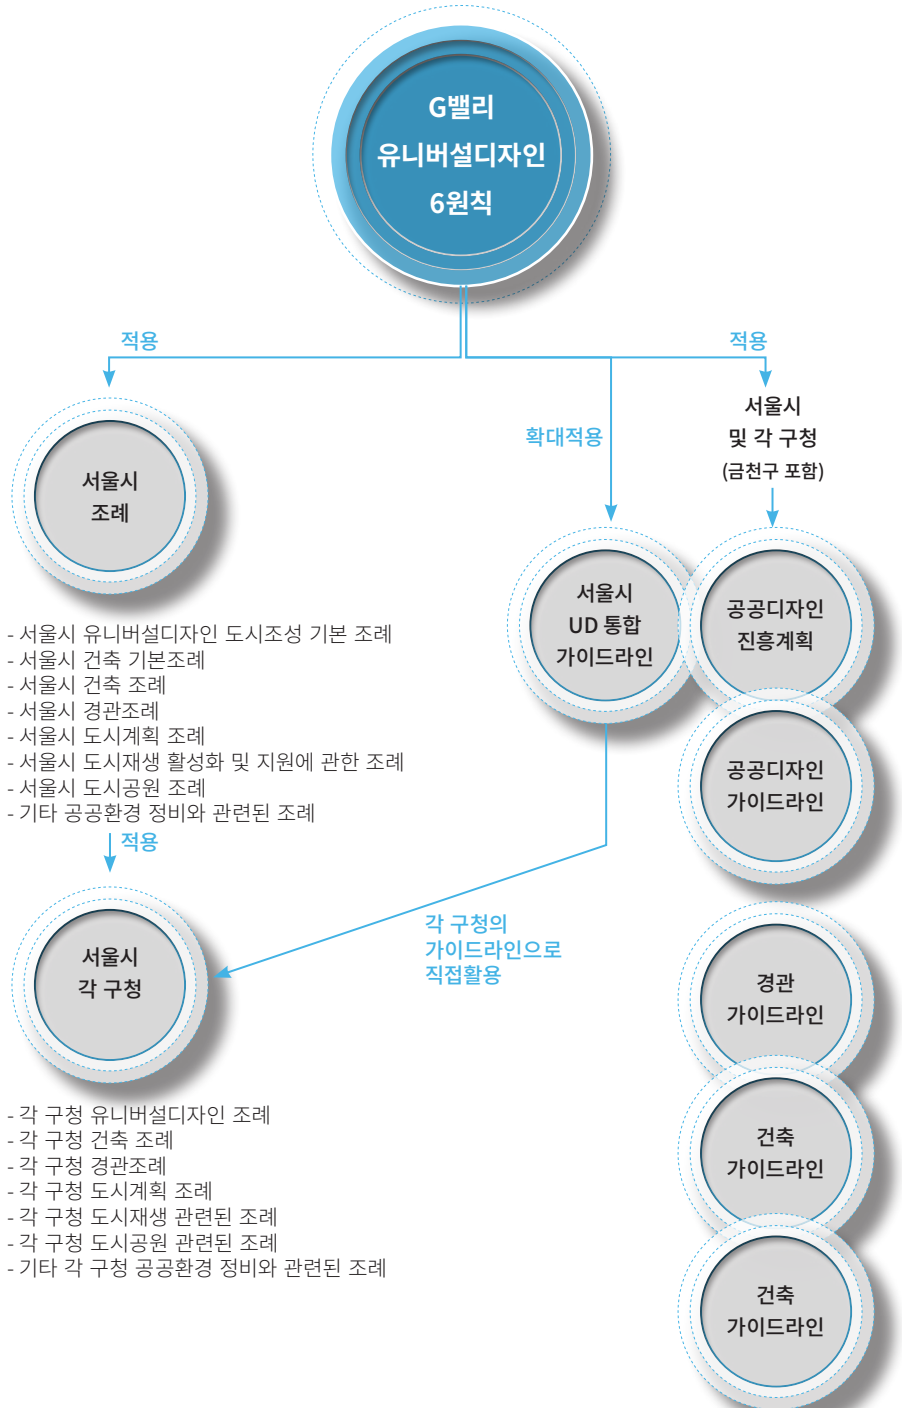 G밸리
유니버설디자인
6원칙
적용
적용
확대적용
서울시
및 각 구청
(금천구 포함)
서울시
조례
서울시
UD 통합
가이드라인
공공디자인
진흥계획
- 서울시 유니버설디자인 도시조성 기본 조례
- 서울시 건축 기본조례
- 서울시 건축 조례
- 서울시 경관조례
- 서울시 도시계획 조례
- 서울시 도시재생 활성화 및 지원에 관한 조례
- 서울시 도시공원 조례
- 기타 공공환경 정비와 관련된 조례
공공디자인
가이드라인
적용
각 구청의
가이드라인으로
직접활용
서울시
각 구청
경관
가이드라인
- 각 구청 유니버설디자인 조례
- 각 구청 건축 조례
- 각 구청 경관조례
- 각 구청 도시계획 조례
- 각 구청 도시재생 관련된 조례
- 각 구청 도시공원 관련된 조례
- 기타 각 구청 공공환경 정비와 관련된 조례
건축
가이드라인
건축
가이드라인